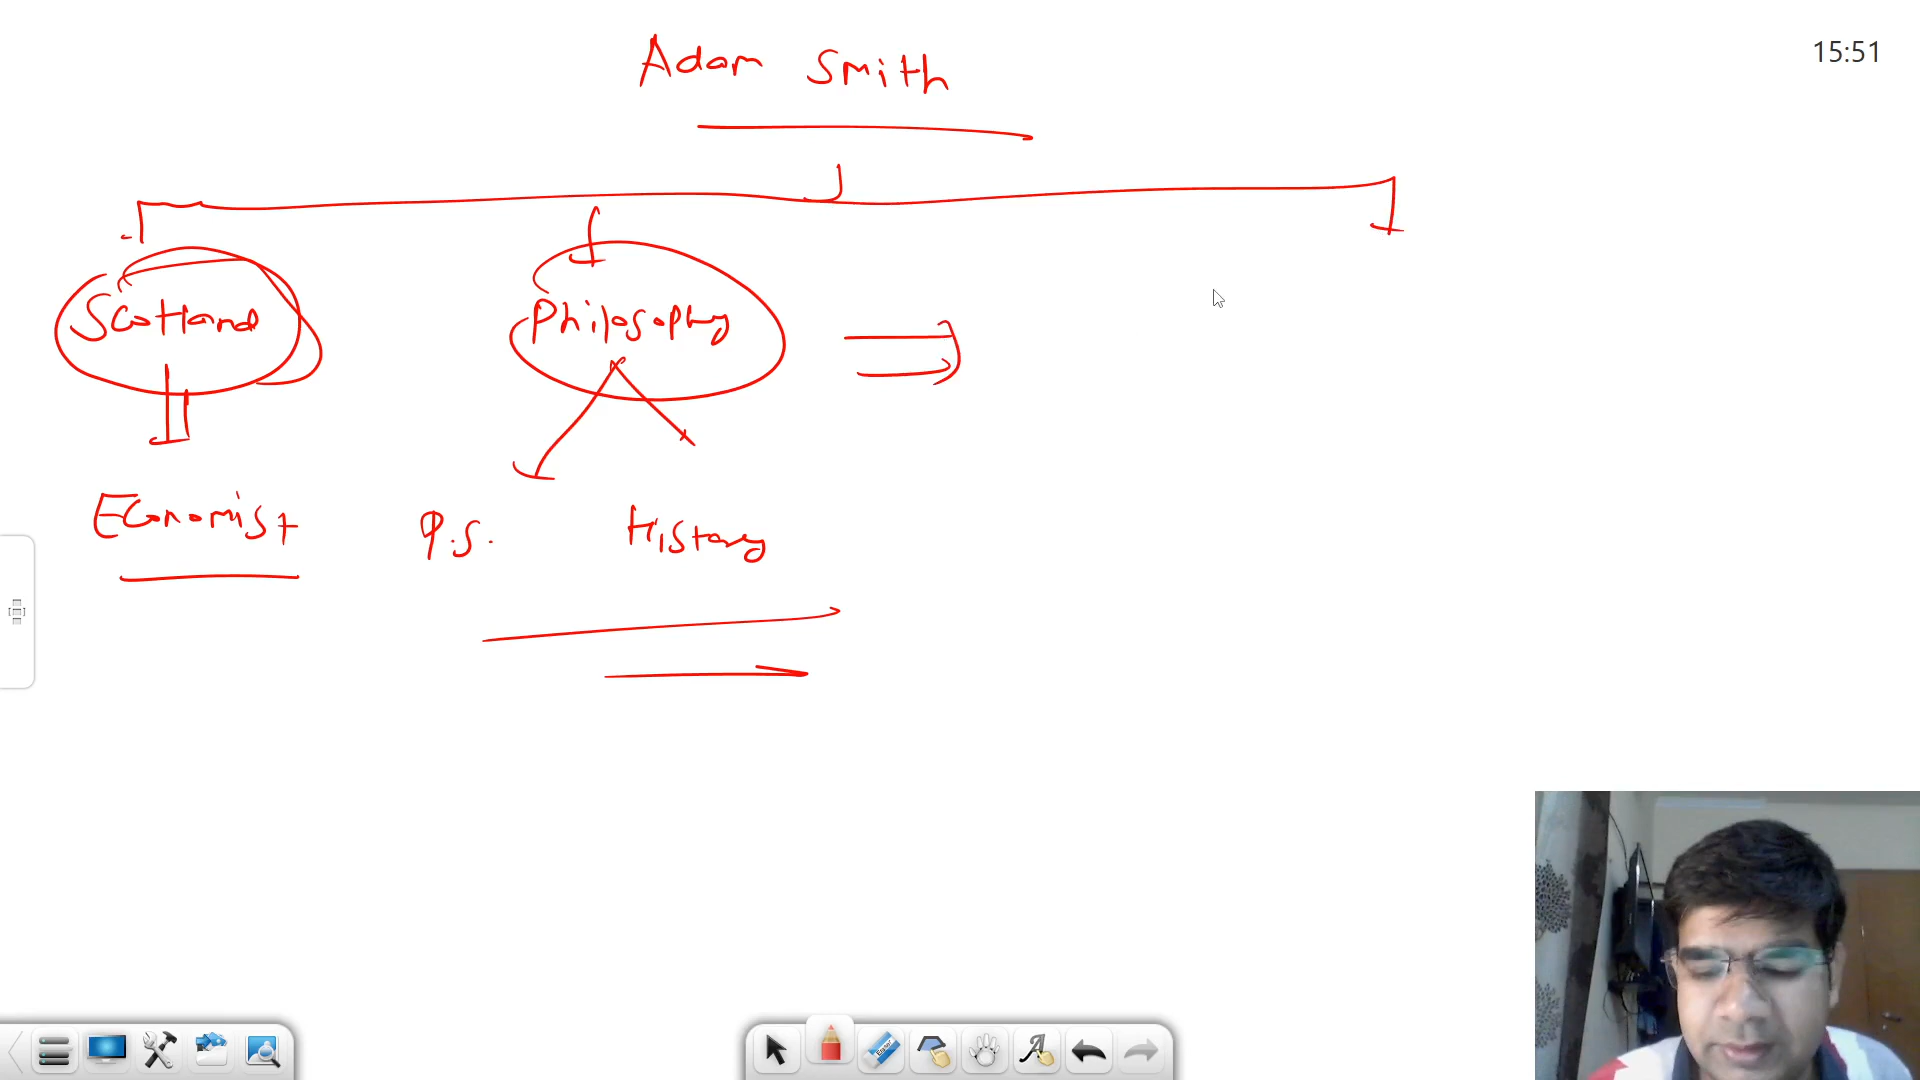 Adam Smith
15:51
Scotland
Philosophy
Economist
P.S.
History